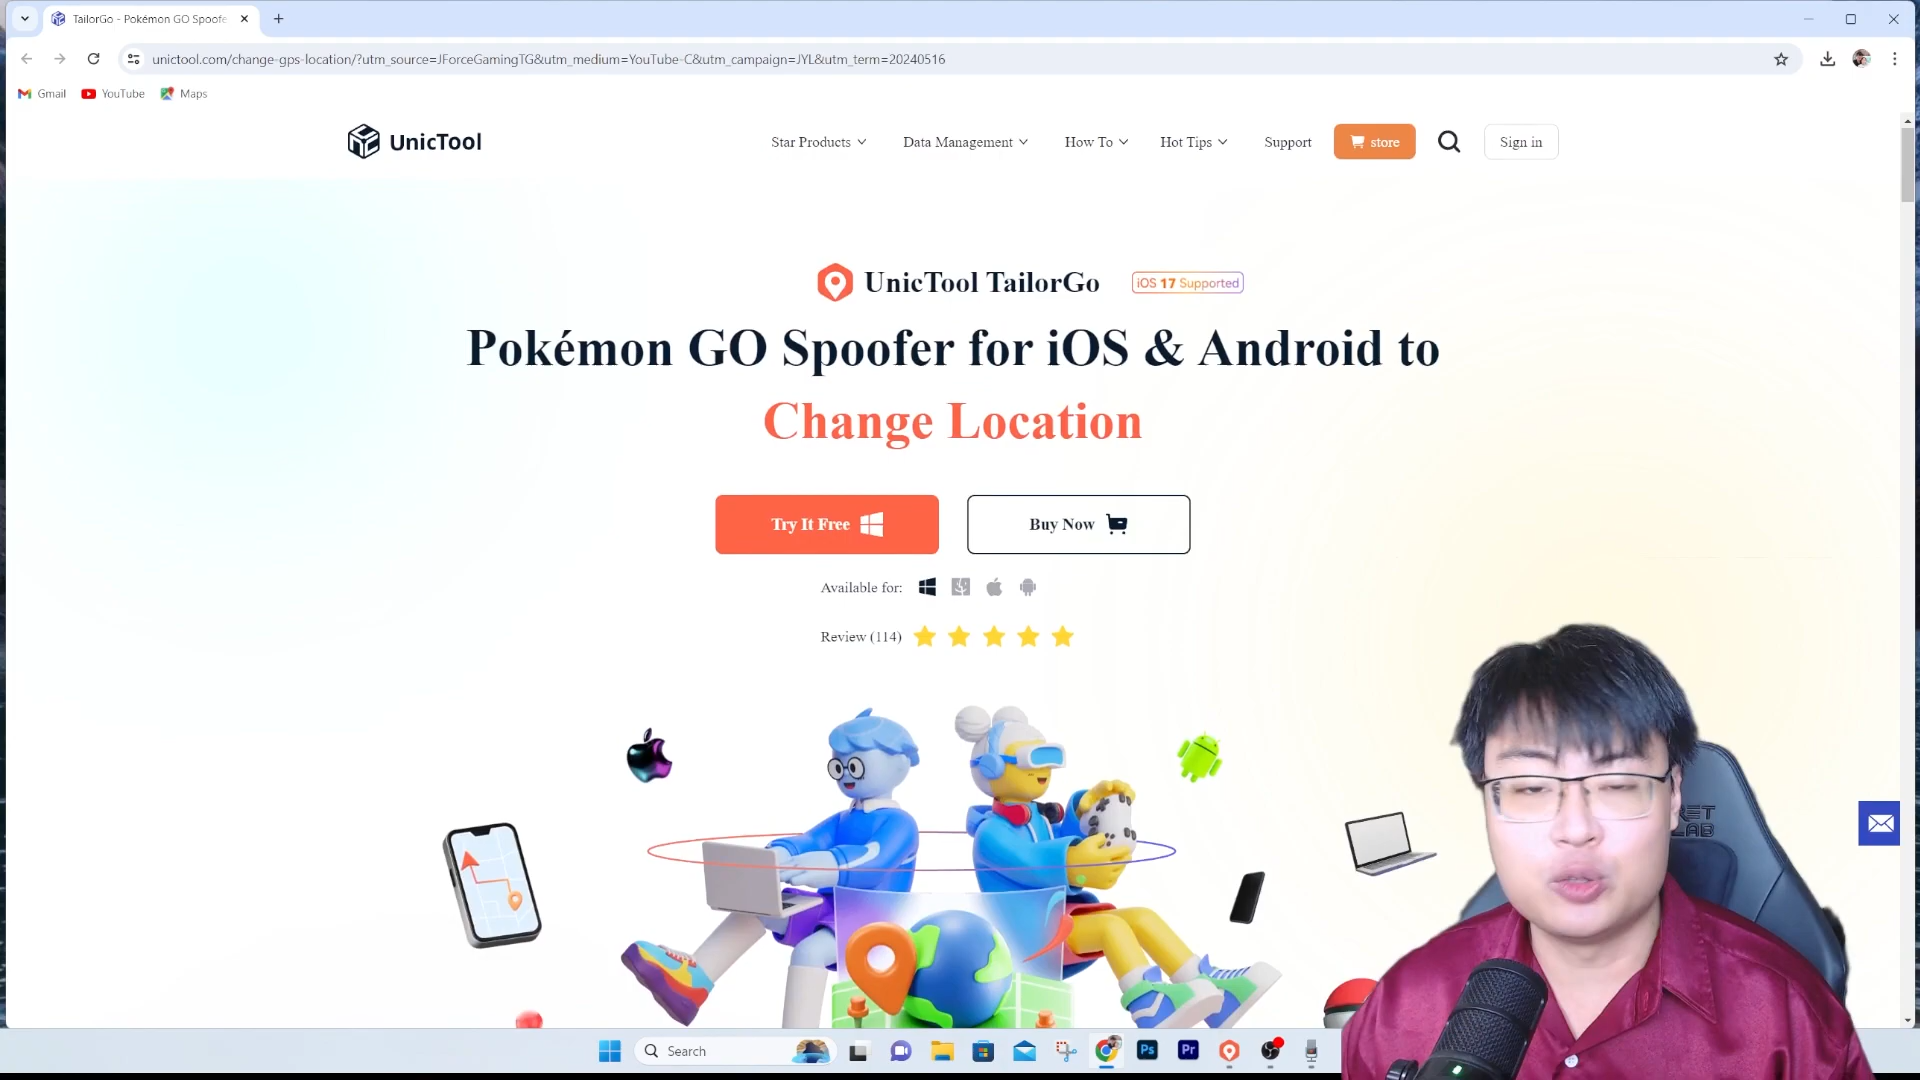 TailorGo - Pokémon GO Spoofe
unictool.com/change-gps-location/?utm_source=JForceGamingTG&utm_medium=YouTube-C&utm_campaign=JYL&utm_term=20240516
Gmail YouTube Maps
UnicTool Star Products Data Management How To Hot Tips Support store Sign in
UnicTool TailorGo iOS 17 Supported
Pokémon GO Spoofer for iOS & Android to
Change Location
Try It Free Buy Now
Available for:
Review (114)
Search
Ps Pr